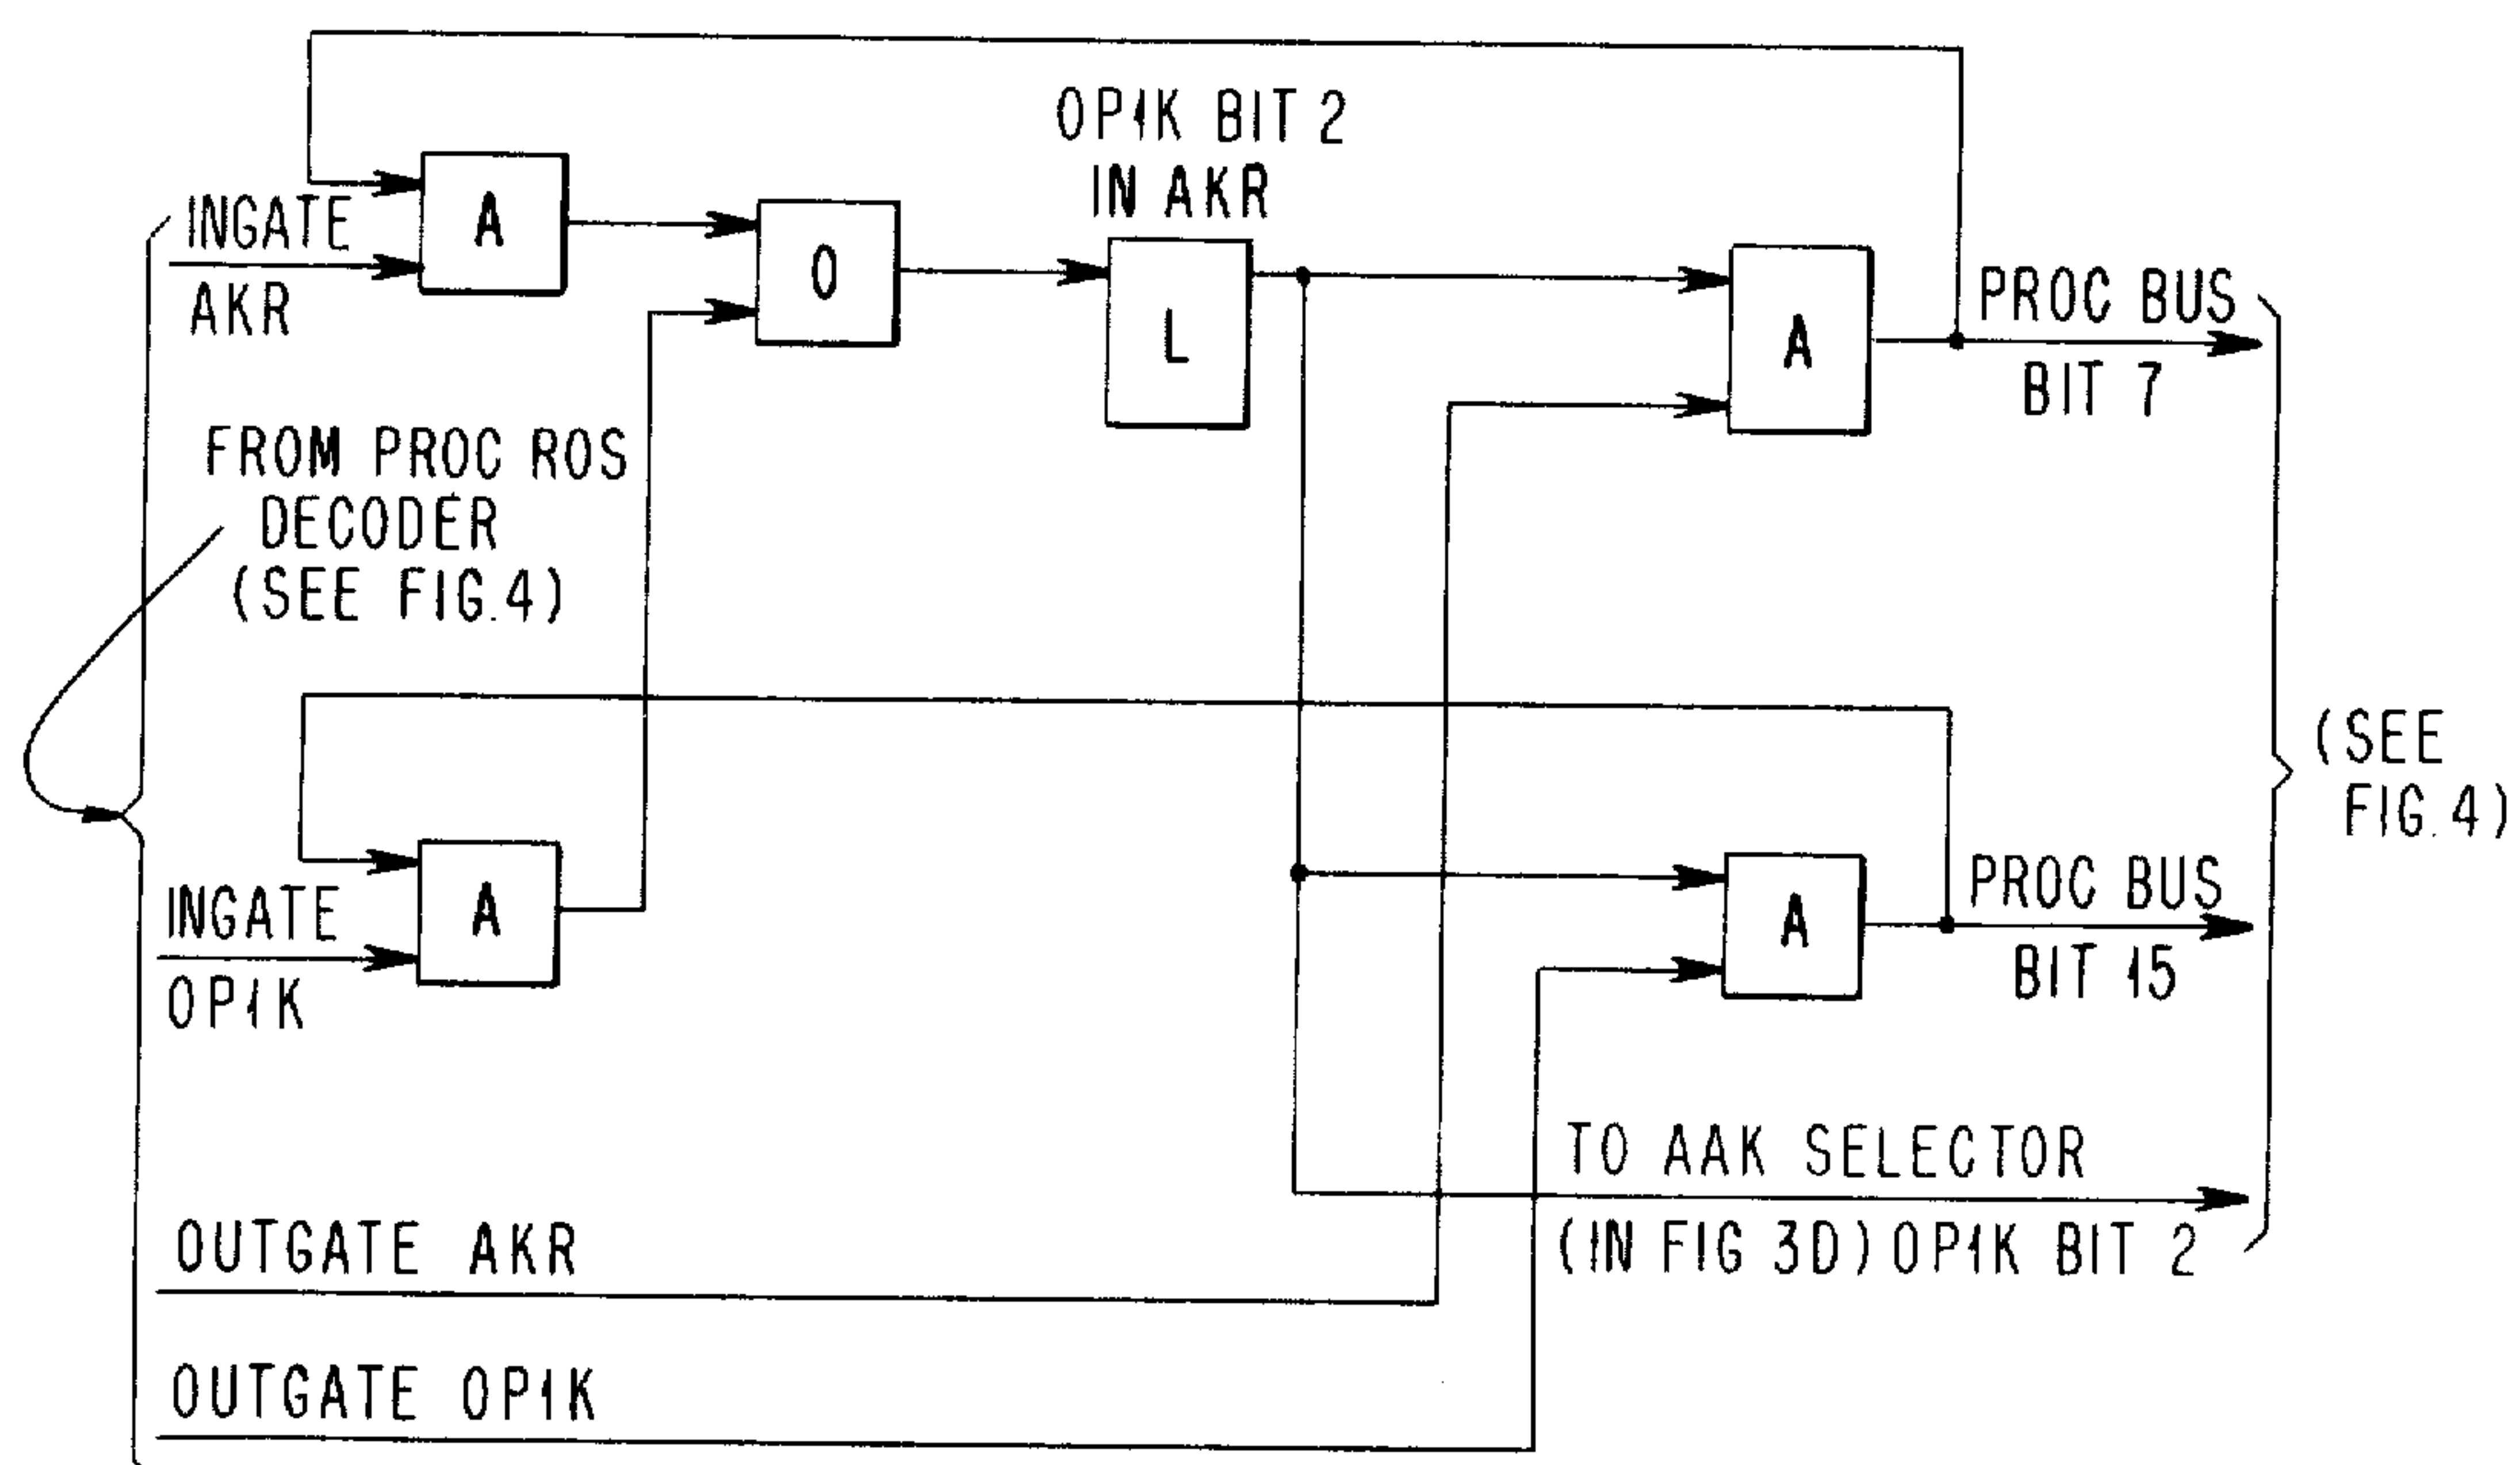 OP1K BIT 2
IN AKR
A
INGATE
AKR
O
L
A
PROC BUS
BIT 7
FROM PROC ROS
DECODER
(SEE FIG. 4)
(SEE
FIG. 4)
A
INGATE
OP1K
A
PROC BUS
BIT 15
TO AAK SELECTOR
(IN FIG 3D) OP1K BIT 2
OUTGATE AKR
OUTGATE OP1K